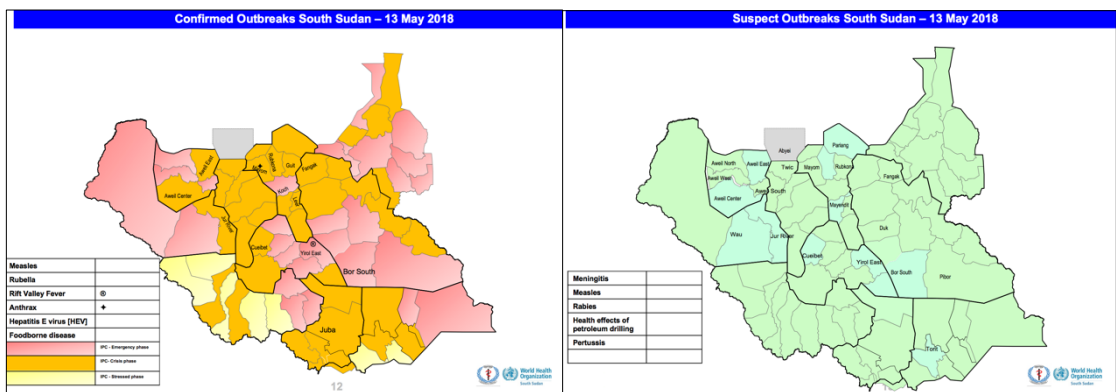 Confirmed Outbreaks South Sudan – 13 May 2018
Aweil East
Mayom
Rubkona
Guit
Fangak
Koch
Leer
Aweil Center
Jur River
Cueibet
Yirol East
®
Bor South
Juba
Measles
Rubella
Rift Valley Fever ®
Anthrax +
Hepatitis E virus [HEV]
Foodborne disease
IPC - Emergency phase
IPC- Crisis phase
IPC - Stressed phase
12
World Health
Organization
South Sudan
Suspect Outbreaks South Sudan – 13 May 2018
Abyei
Pariang
Aweil North
Aweil East
Twic
Mayom
Rubkon
Aweil West
Aweil South
Fangak
Aweil Center
Mayendit
Wau
Jur River
Duk
Cueibet
Yirol East
Bor South
Pibor
Torit
Meningitis
Measles
Rabies
Health effects of
petroleum drilling
Pertussis
World Health
Organization
South Sudan